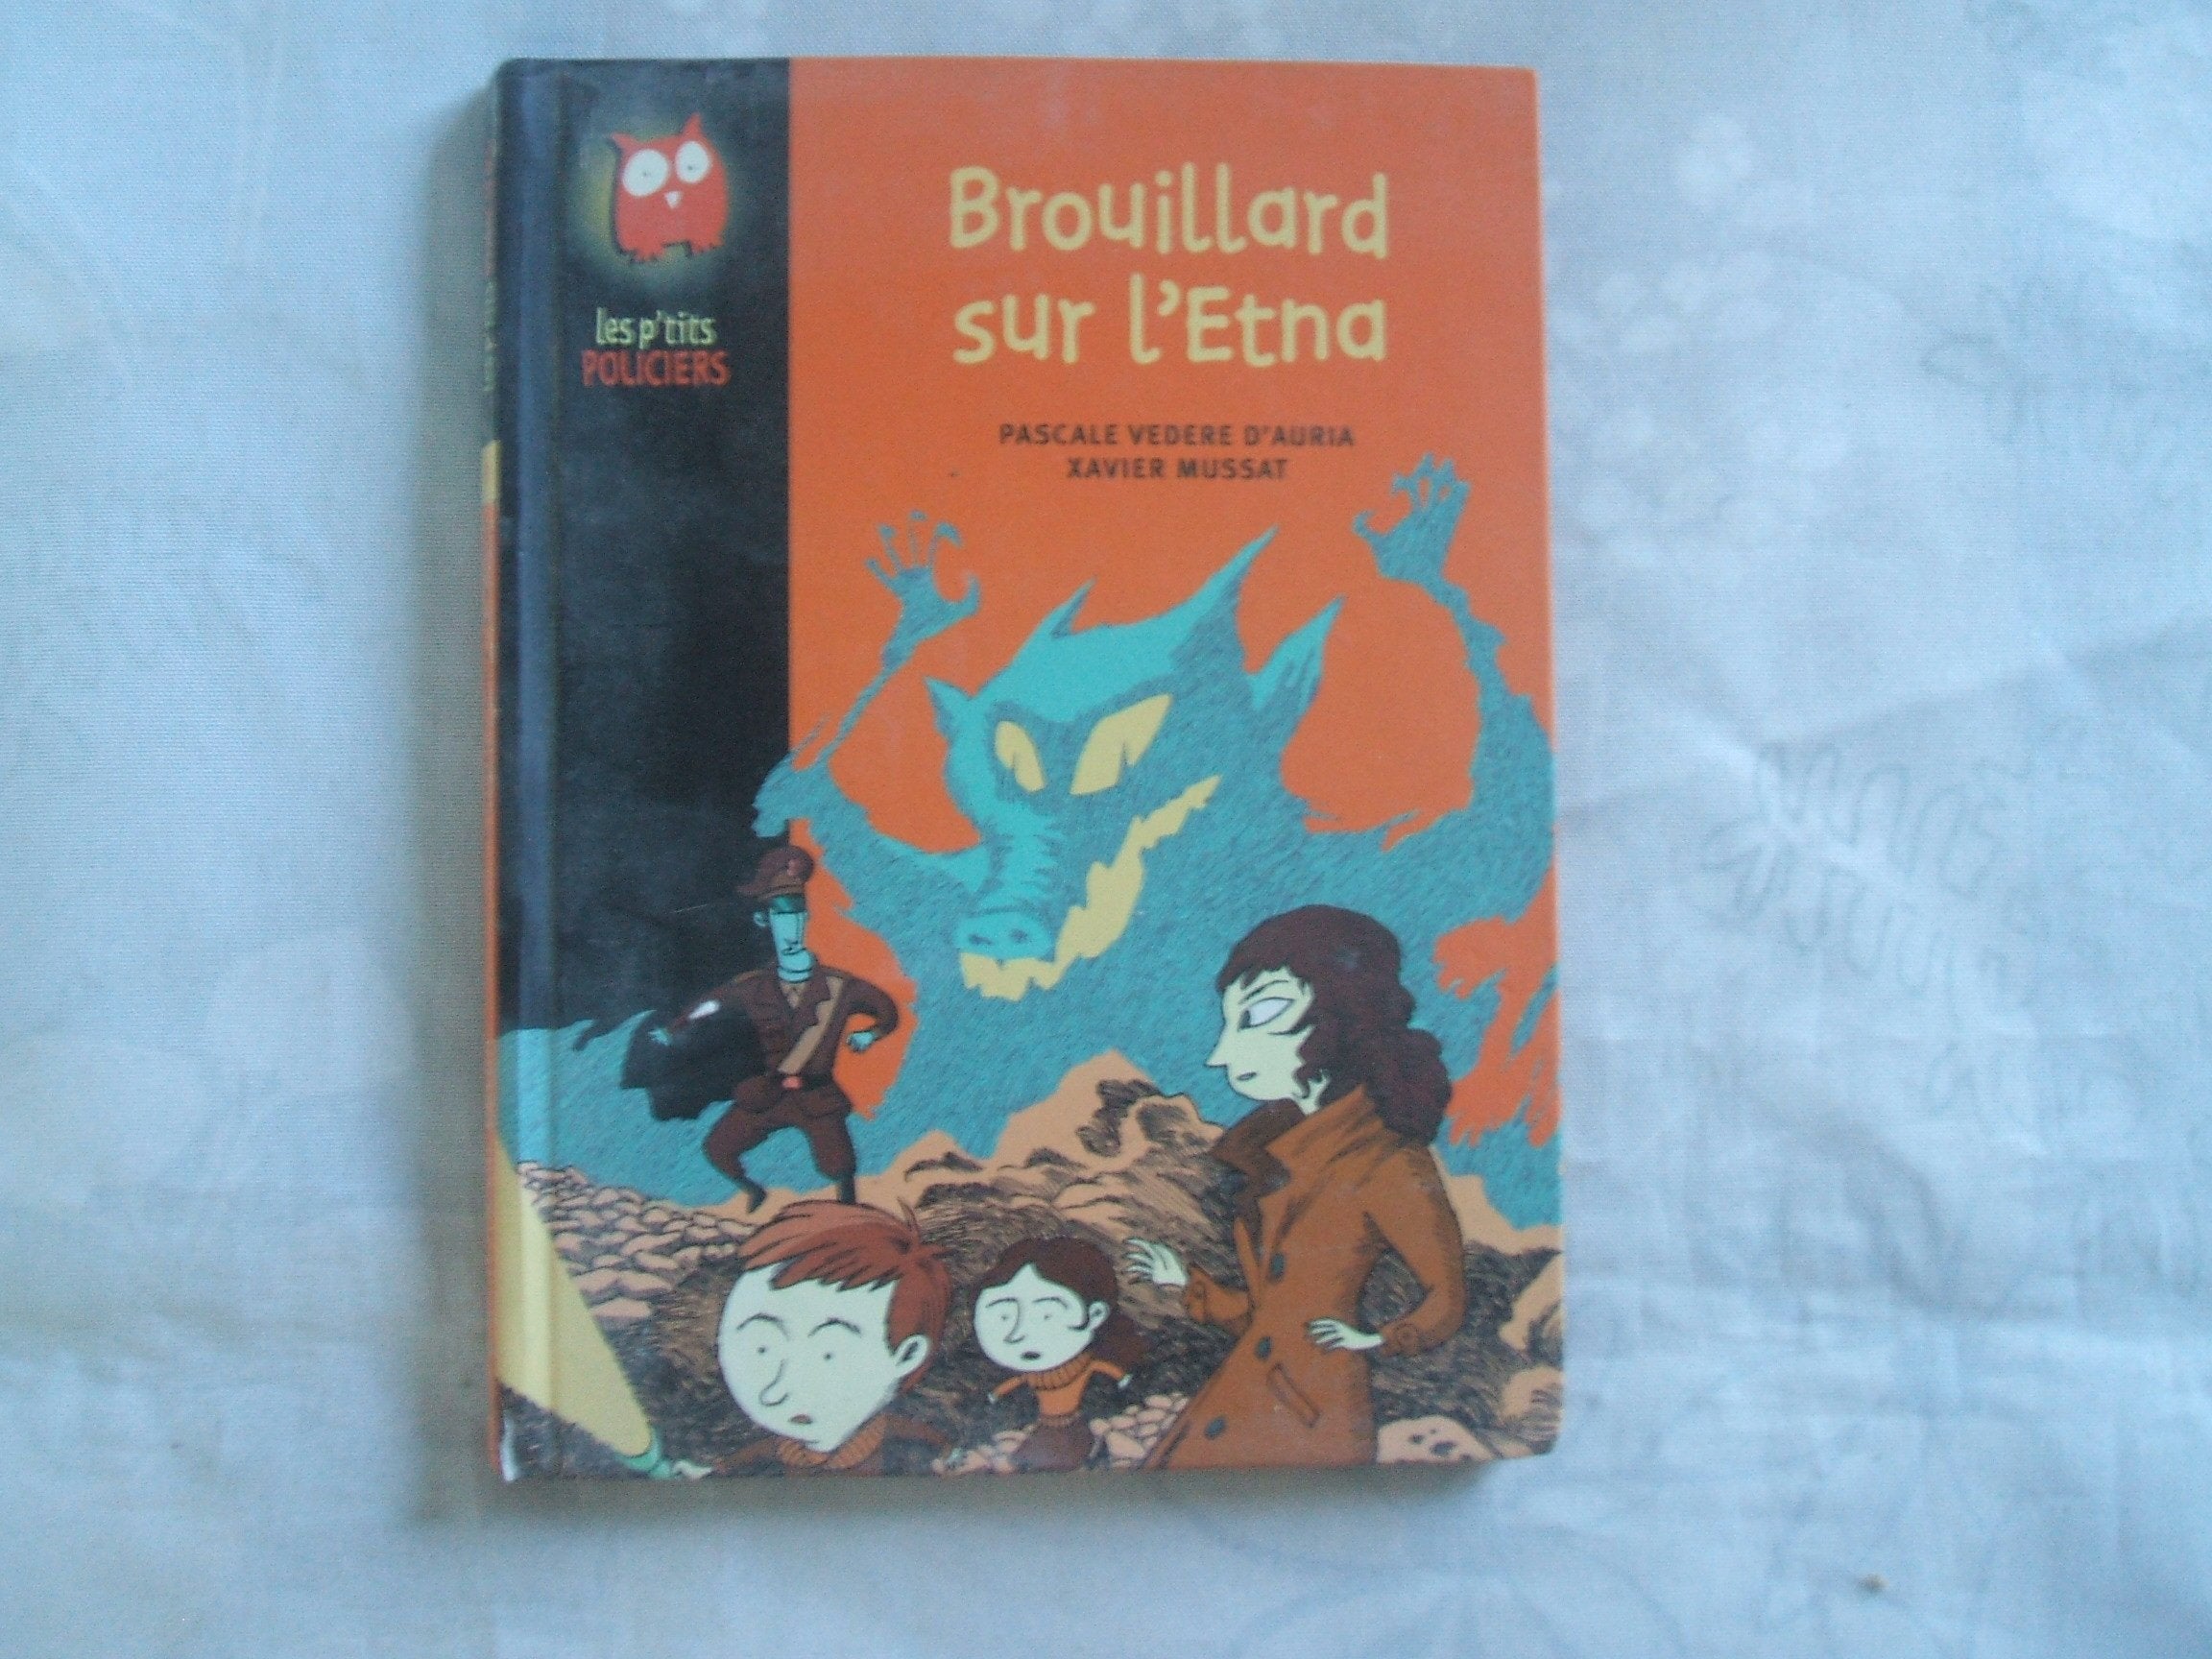 les p'tits
POLICIERS
Brouillard
sur l'Etna
PASCALE VEDERE D'AURIA
XAVIER MUSSAT